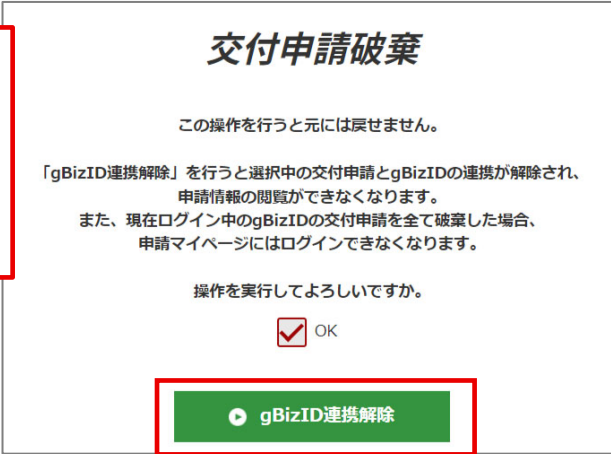 交付申請破棄
この操作を行うと元には戻せません。
「gBizID連携解除」を行うと選択中の交付申請とgBizIDの連携が解除され、
申請情報の閲覧ができなくなります。
また、現在ログイン中のgBizIDの交付申請を全て破棄した場合、
申請マイページにはログインできなくなります。
操作を実行してよろしいですか。
OK
gBizID連携解除